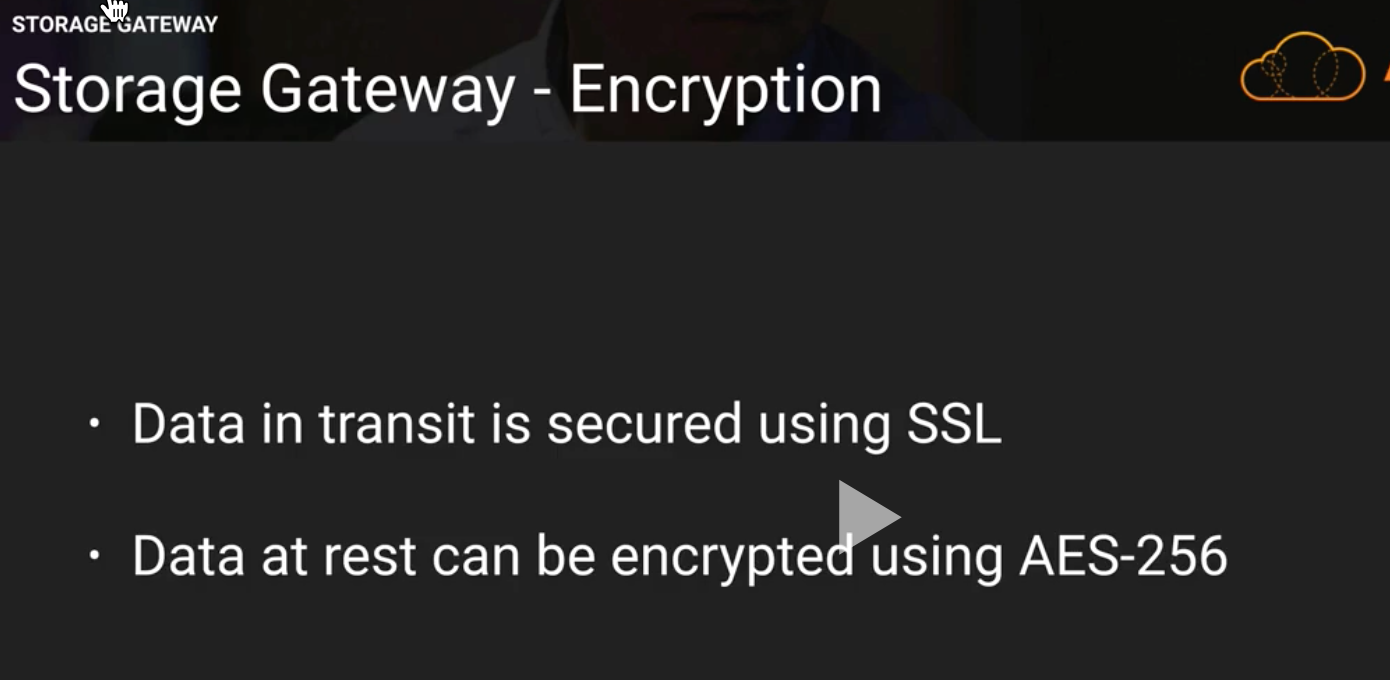 STORAGE GATEWAY
Storage Gateway - Encryption
· Data in transit is secured using SSL
· Data at rest can be encrypted using AES-256